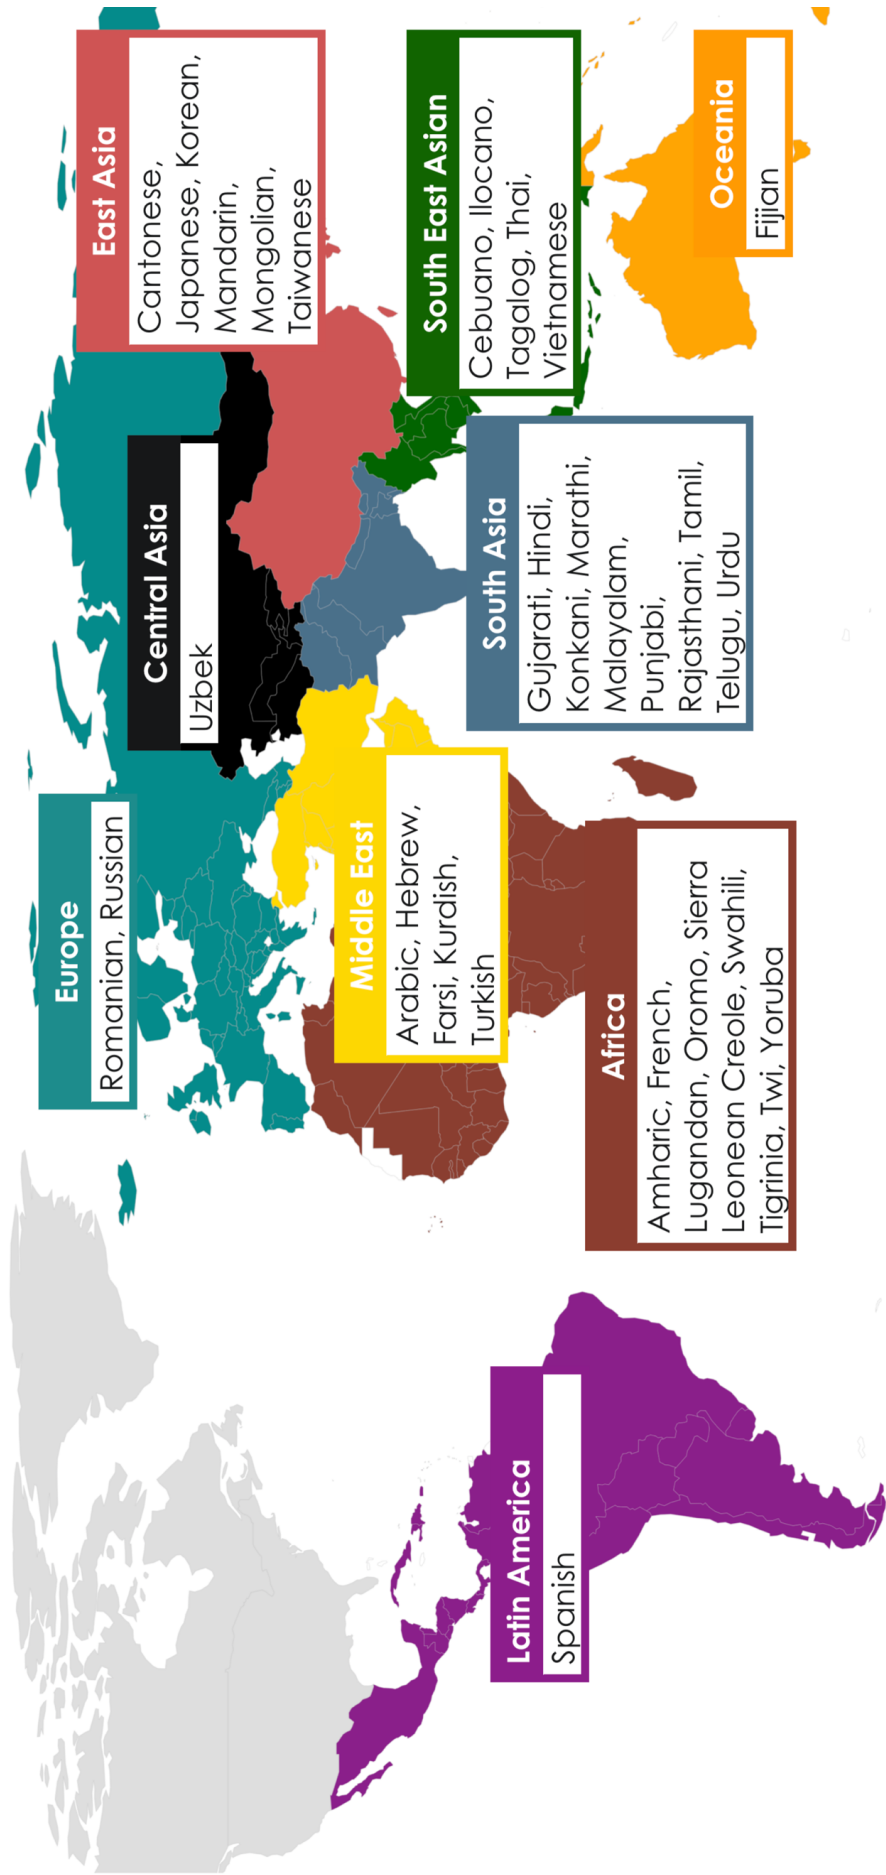 Europe
Romanian, Russian
Central Asia
Uzbek
East Asia
Cantonese,
Japanese, Korean,
Mandarin,
Mongolian,
Taiwanese
Middle East
Arabic, Hebrew,
Farsi, Kurdish,
Turkish
South Asia
Gujarati, Hindi,
Konkani, Marathi,
Malayalam,
Punjabi,
Rajasthani, Tamil,
Telugu, Urdu
South East Asian
Cebuano, Ilocano,
Tagalog, Thai,
Vietnamese
Latin America
Spanish
Africa
Amharic, French,
Lugandan, Oromo, Sierra
Leonean Creole, Swahili,
Tigrinia, Twi, Yoruba
Oceania
Fijian